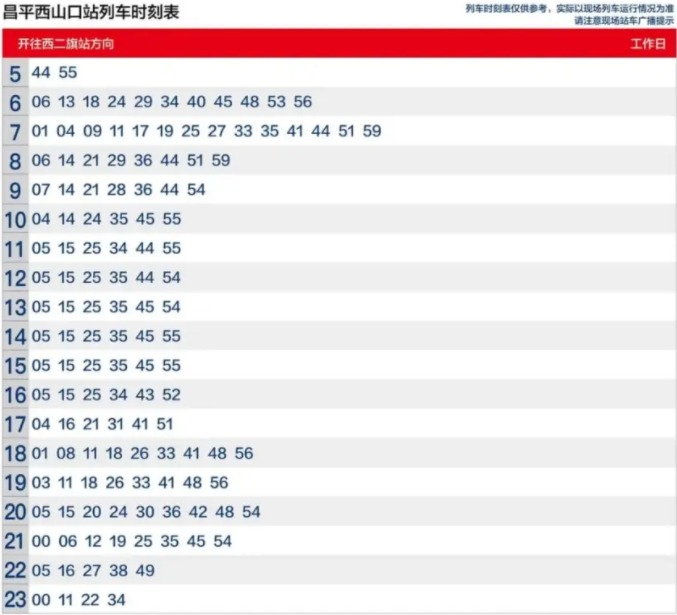 昌平西山口站列车时刻表
列车时刻表仅供参考，实际以现场列车运行情况为准
请注意现场站车广播提示
开往西二旗站方向 工作日
5 44 55
6 06 13 18 24 29 34 40 45 48 53 56
7 01 04 09 11 17 19 25 27 33 35 41 44 51 59
8 06 14 21 29 36 44 51 59
9 07 14 21 28 36 44 54
10 04 14 24 35 45 55
11 05 15 25 34 44 55
12 05 15 25 35 44 54
13 05 15 25 35 45 54
14 05 15 25 35 45 55
15 05 15 25 35 45 55
16 05 15 25 34 43 52
17 04 16 21 31 41 51
18 01 08 11 18 26 33 41 48 56
19 03 11 18 26 33 41 48 56
20 05 15 20 24 30 36 42 48 54
21 00 06 12 19 25 35 45 54
22 05 16 27 38 49
23 00 11 22 34